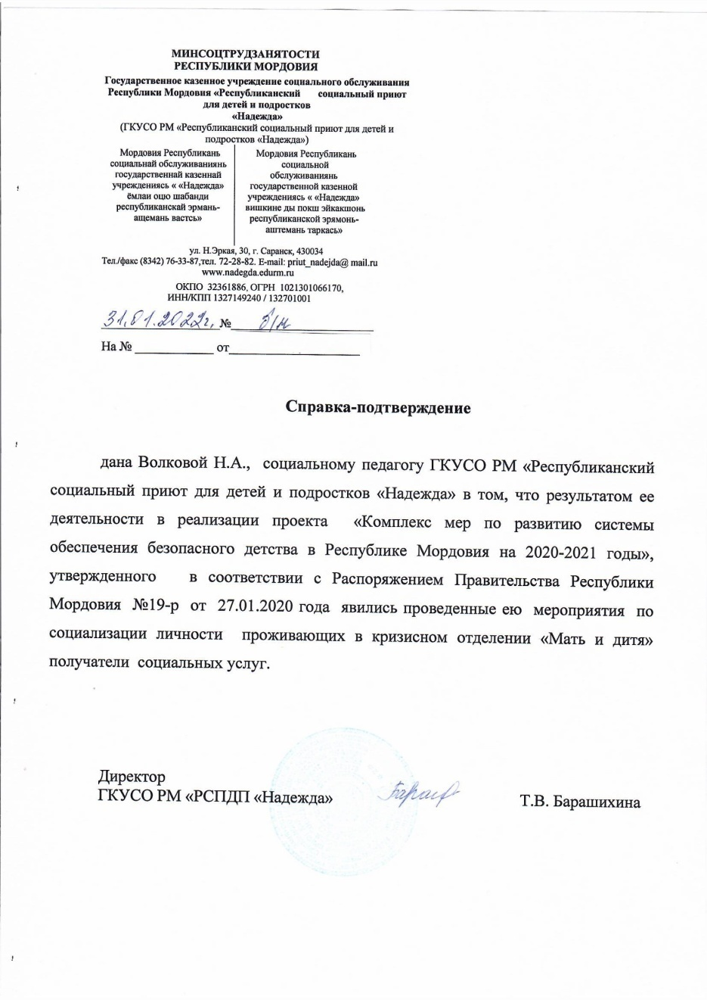 МИНСОЦТРУДЗАНЯТОСТИ
РЕСПУБЛИКИ МОРДОВИЯ
Государственное казенное учреждение социального обслуживания
Республики Мордовия «Республиканский социальный приют
для детей и подростков
«Надежда»
(ГКУСО РМ «Республиканский социальный приют для детей и
подростков «Надежда»)
Мордовия Республикань
социальнай обслуживаниянь
государственнай казеннай
учреждениясь « «Надежда»
ёмлаи оцю шабанди
республиканскай эрмань-
ащемань вастсь»
Мордовия Республикань
социальной
обслуживаниянь
государственной казенной
учреждениясь « «Надежда»
вишкине ды покш эйкакшонь
республиканской эрямонь-
аштемань таркась»
ул. Н.Эркая, 30, г. Саранск, 430034
Тел./факс (8342) 76-33-87,тел. 72-28-82. E-mail: priut_nadejda@ mail.ru
www.nadegda.edurm.ru
ОКПО 32361886, ОГРН 1021301066170,
ИНН/КПП 1327149240 / 132701001
31.01.2022г. № б/н
На № ____________ от____________________
Справка-подтверждение
дана Волковой Н.А., социальному педагогу ГКУСО РМ «Республиканский
социальный приют для детей и подростков «Надежда» в том, что результатом ее
деятельности в реализации проекта «Комплекс мер по развитию системы
обеспечения безопасного детства в Республике Мордовия на 2020-2021 годы»,
утвержденного в соответствии с Распоряжением Правительства Республики
Мордовия №19-р от 27.01.2020 года явились проведенные ею мероприятия по
социализации личности проживающих в кризисном отделении «Мать и дитя»
получатели социальных услуг.
Директор
ГКУСО РМ «РСПДП «Надежда»
Т.В. Барашихина